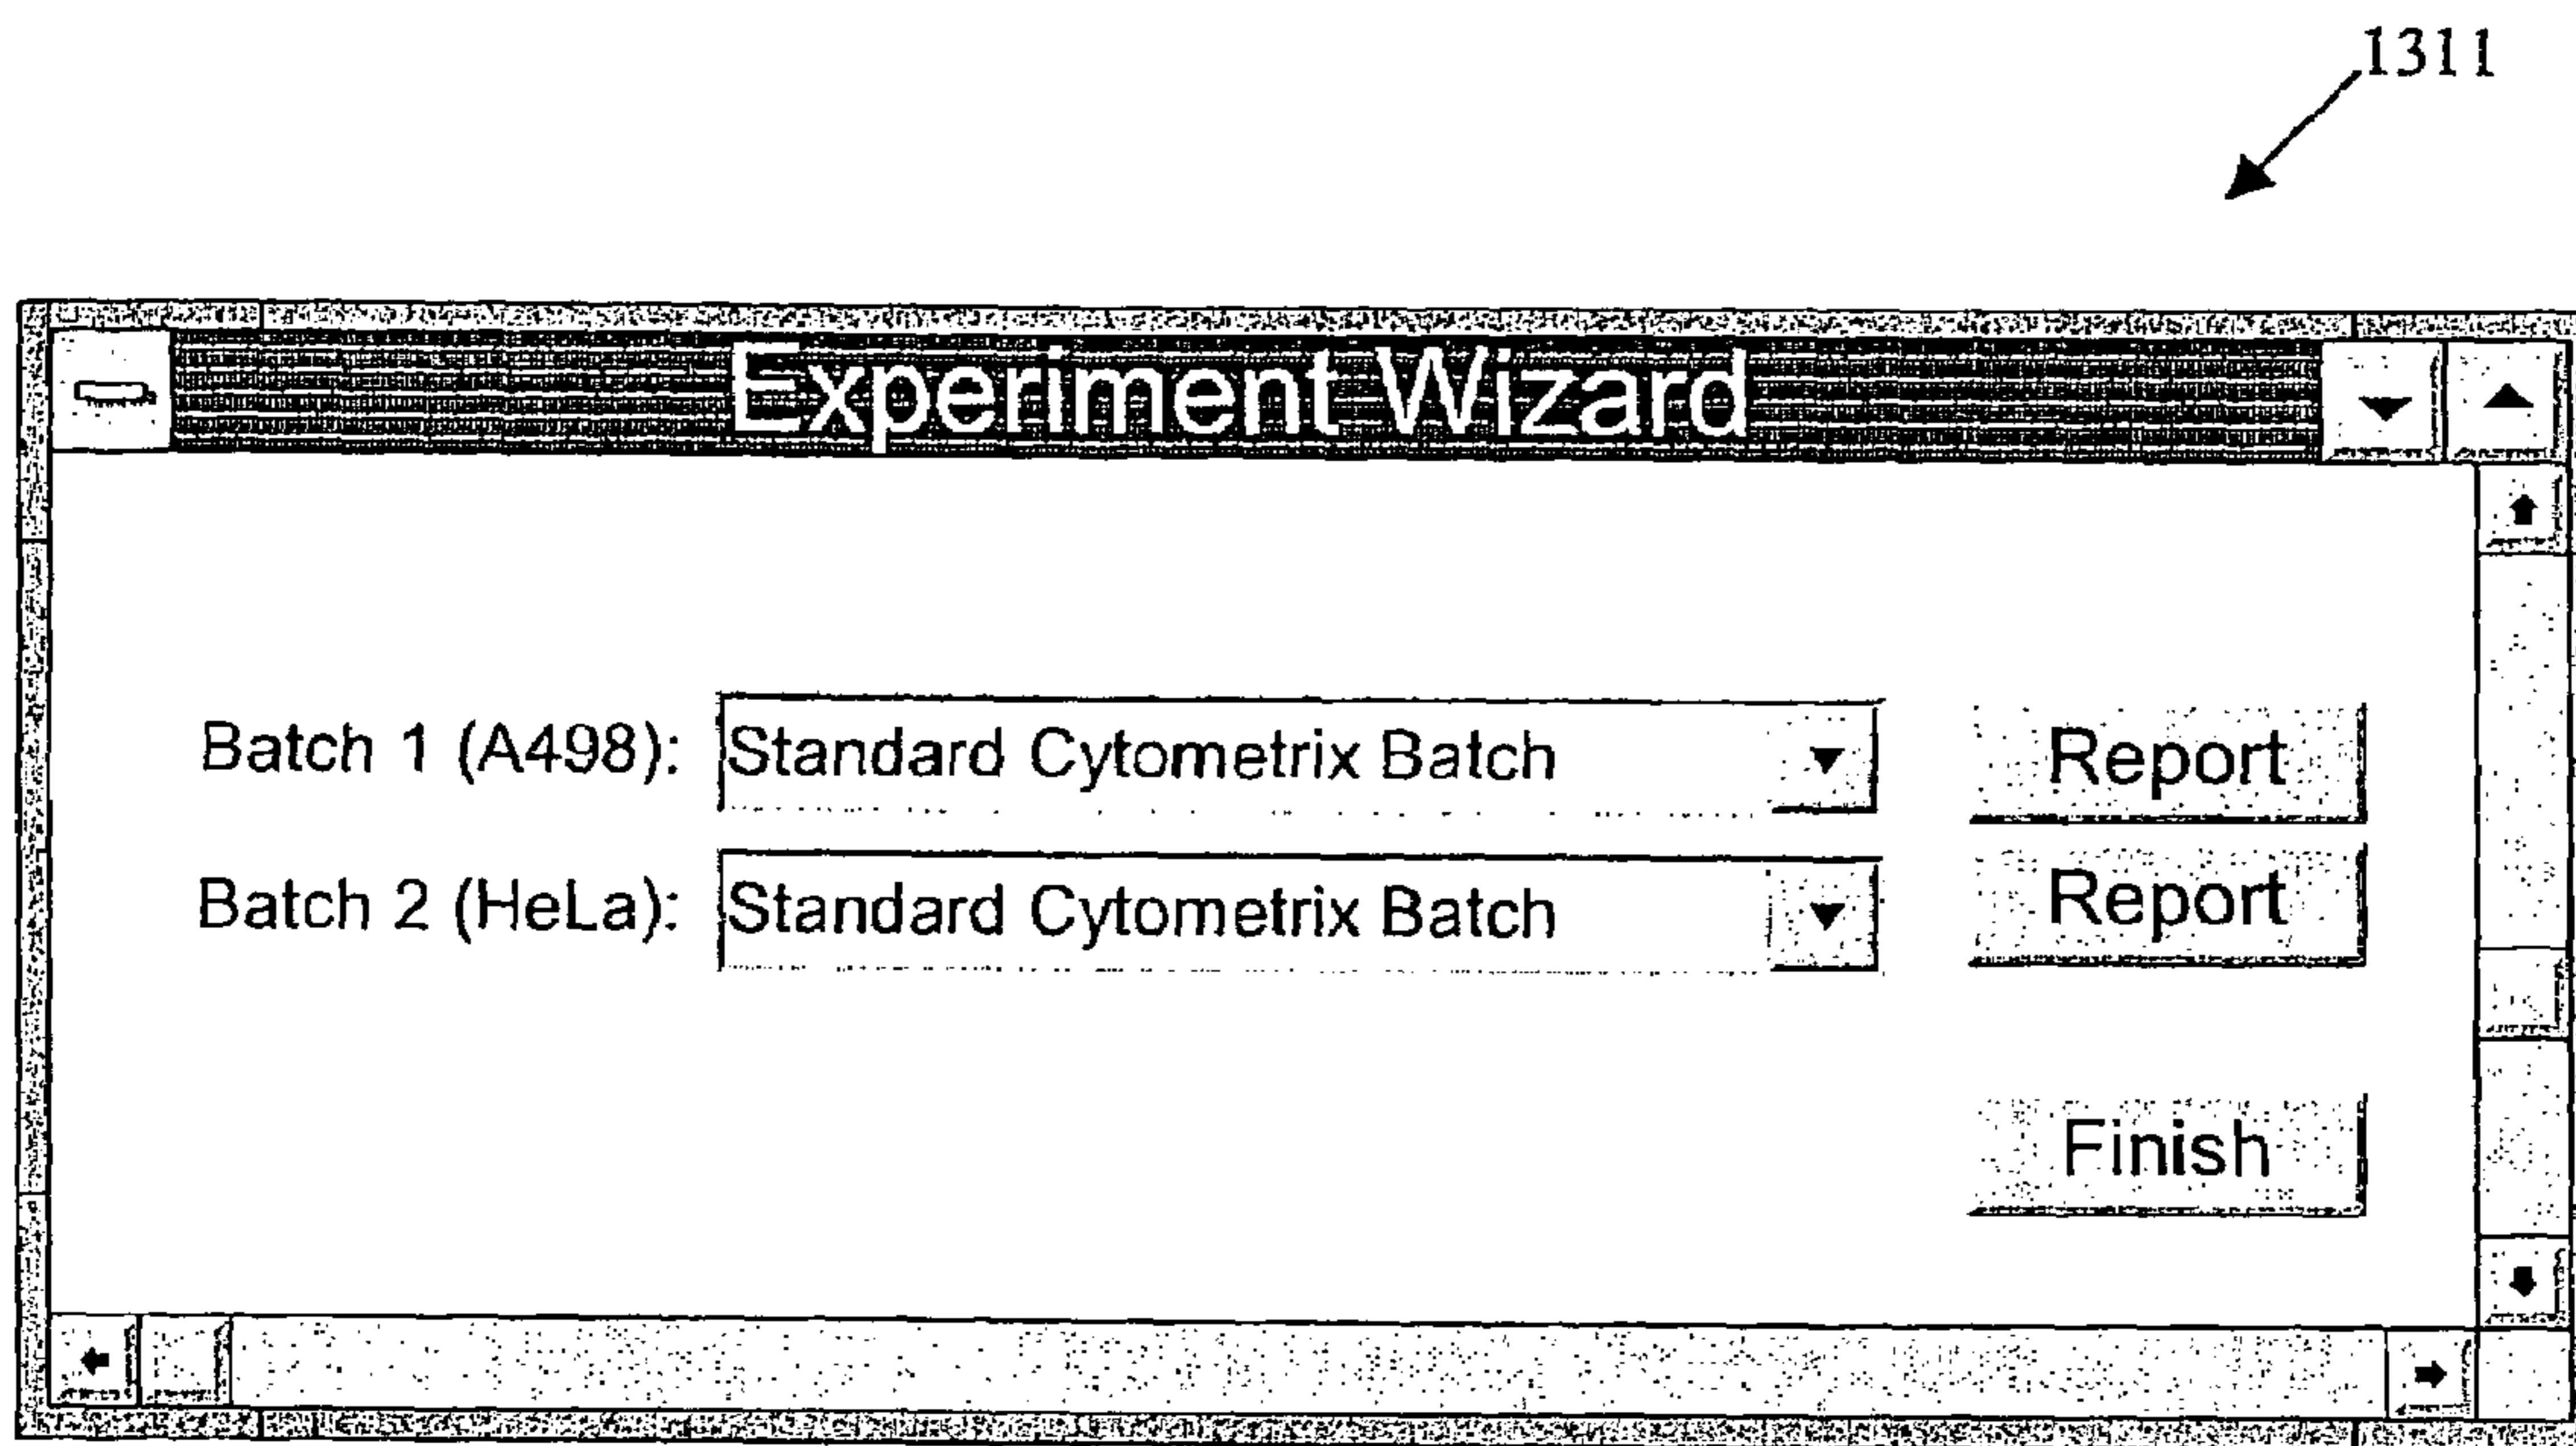 1311
Experiment Wizard
Batch 1 (A498): Standard Cytometrix Batch Report
Batch 2 (HeLa): Standard Cytometrix Batch Report
Finish